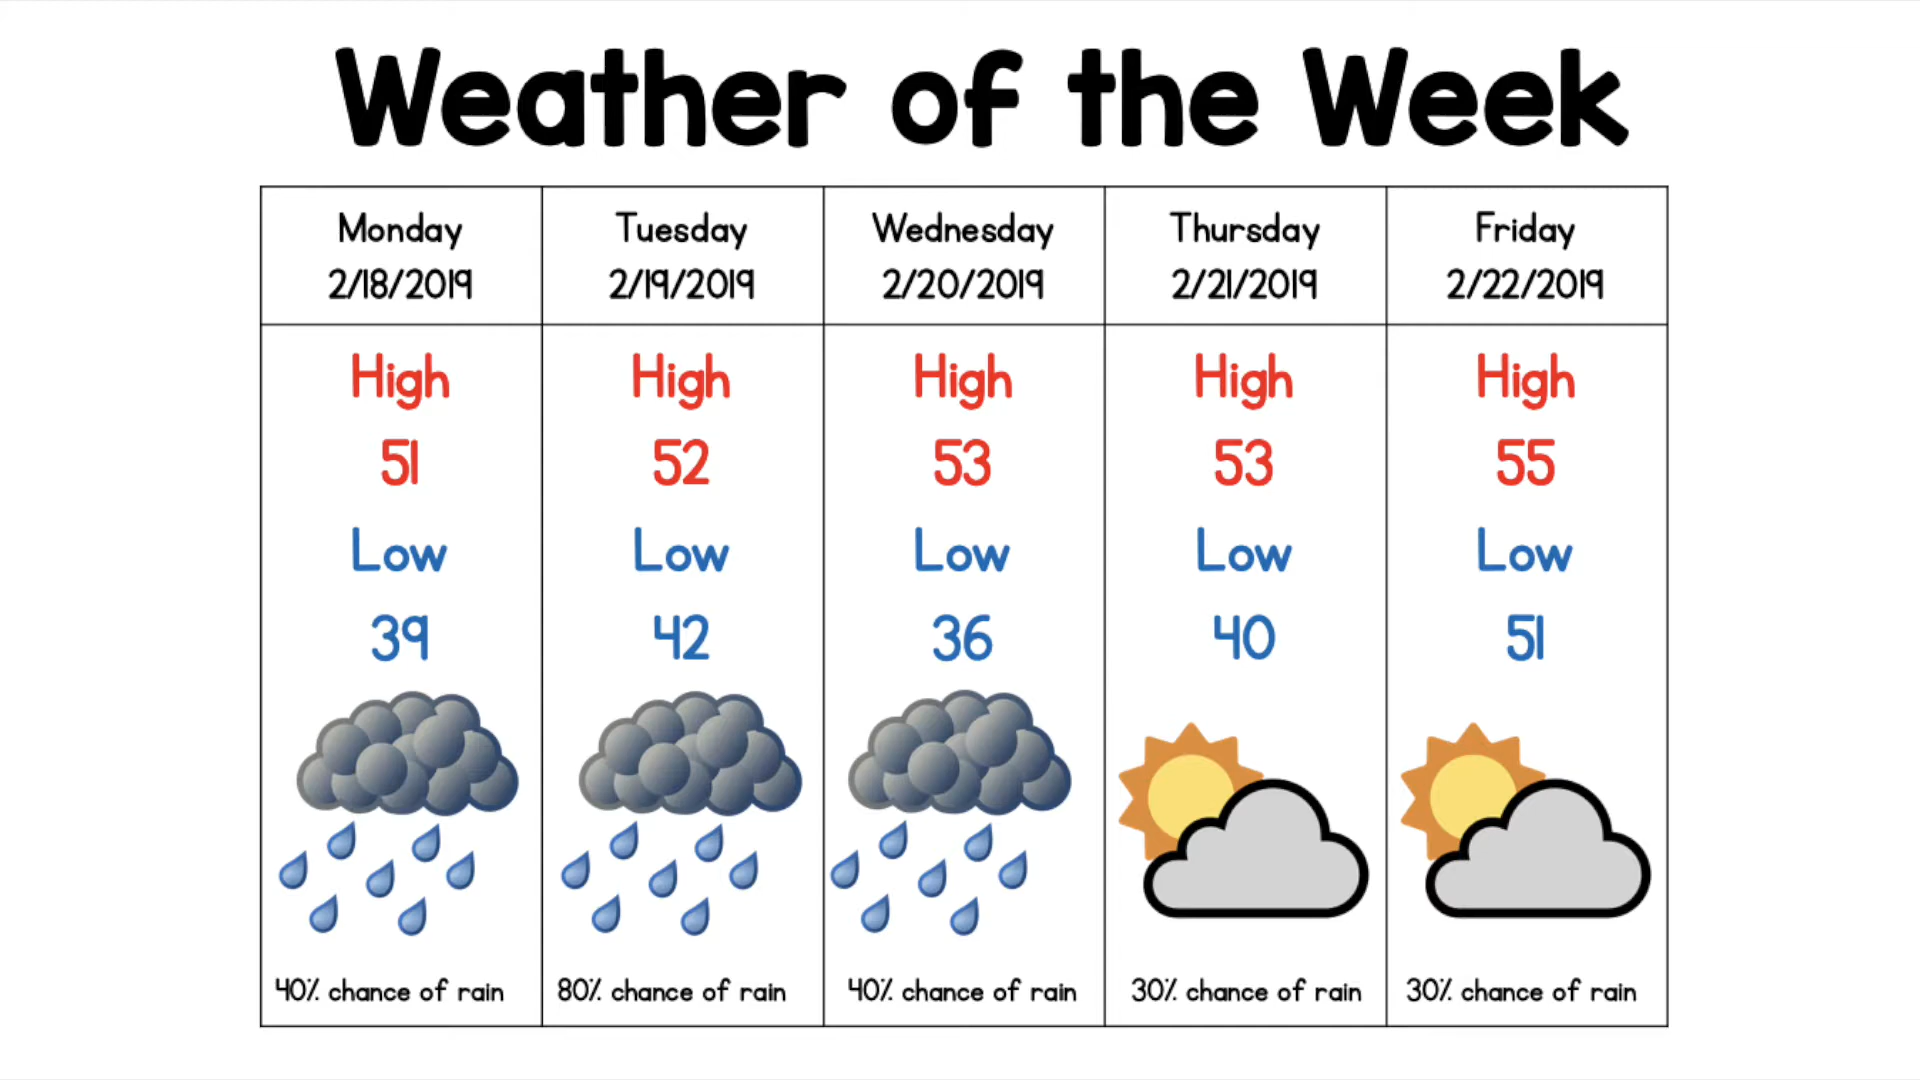 Weather of the Week
Monday
2/18/2019
Tuesday
2/19/2019
Wednesday
2/20/2019
Thursday
2/21/2019
Friday
2/22/2019
High
51
Low
39
40% chance of rain
High
52
Low
42
80% chance of rain
High
53
Low
36
40% chance of rain
High
53
Low
40
30% chance of rain
High
55
Low
51
30% chance of rain